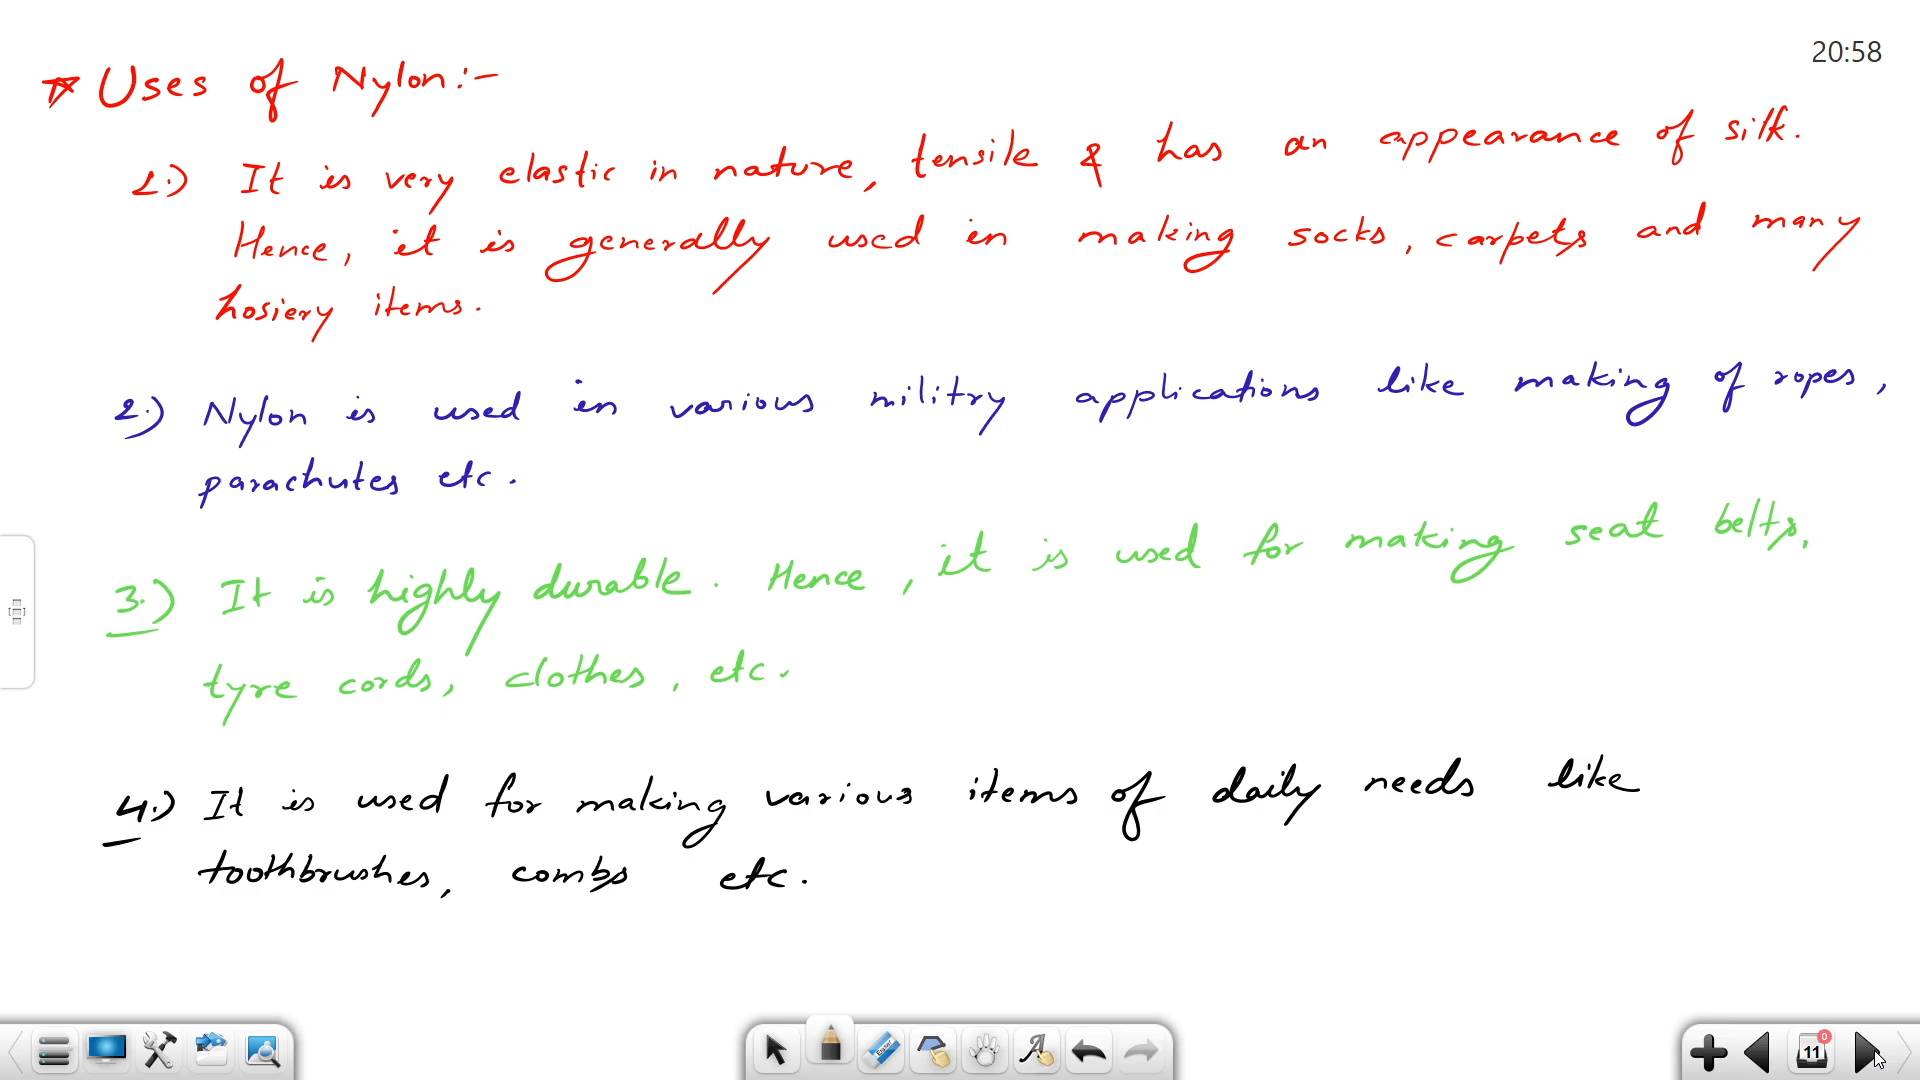 20:58
* Uses of Nylon:-
1.) It is very elastic in nature, tensile & has an appearance of silk.
Hence, it is generally used in making socks, carpets and many
hosiery items.
2.) Nylon is used in various militry applications like making of ropes,
parachutes etc.
3.) It is highly durable. Hence, it is used for making seat belts,
tyre cords, clothes, etc.
4.) It is used for making various items of daily needs like
toothbrushes, combs etc.
Eraser
A
11
0